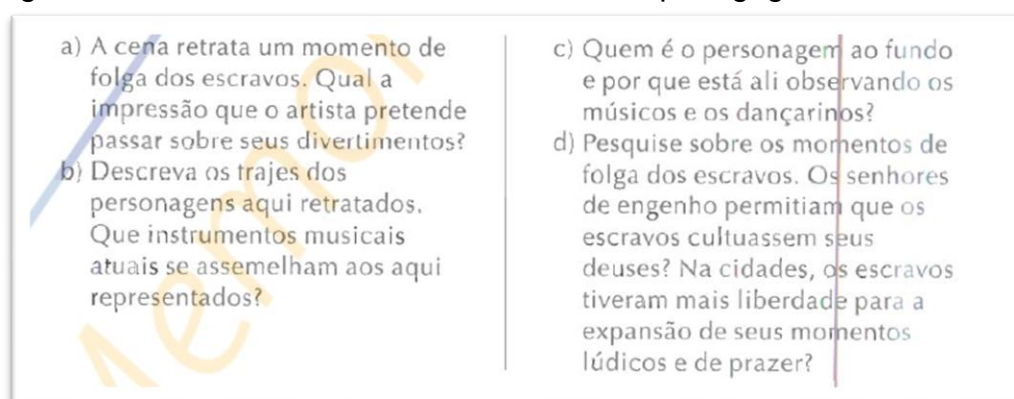 a) A cena retrata um momento de
folga dos escravos. Qual a
impressão que o artista pretende
passar sobre seus divertimentos?
b) Descreva os trajes dos
personagens aqui retratados.
Que instrumentos musicais
atuais se assemelham aos aqui
representados?
c) Quem é o personagem ao fundo
e por que está ali observando os
músicos e os dançarinos?
d) Pesquise sobre os momentos de
folga dos escravos. Os senhores
de engenho permitiam que os
escravos cultuassem seus
deuses? Na cidades, os escravos
tiveram mais liberdade para a
expansão de seus momentos
lúdicos e de prazer?